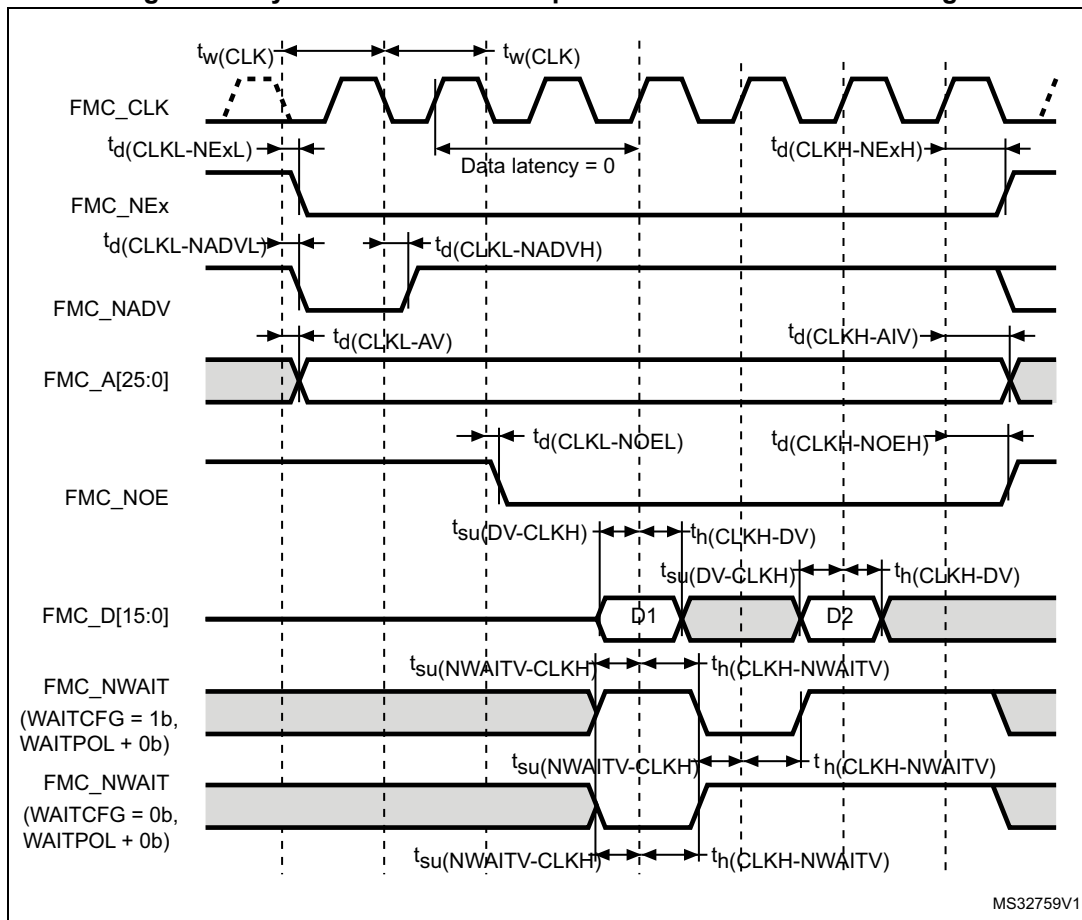 tw(CLK) tw(CLK)
FMC_CLK
td(CLKL-NExL) Data latency = 0 td(CLKH-NExH)
FMC_NEx
td(CLKL-NADVL) td(CLKL-NADVH)
FMC_NADV
td(CLKL-AV) td(CLKH-AIV)
FMC_A[25:0]
td(CLKL-NOEL) td(CLKH-NOEH)
FMC_NOE
tsu(DV-CLKH) th(CLKH-DV)
tsu(DV-CLKH) th(CLKH-DV)
FMC_D[15:0] D1 D2
tsu(NWAITV-CLKH) th(CLKH-NWAITV)
FMC_NWAIT
(WAITCFG = 1b,
WAITPOL + 0b)
tsu(NWAITV-CLKH) th(CLKH-NWAITV)
FMC_NWAIT
(WAITCFG = 0b,
WAITPOL + 0b)
tsu(NWAITV-CLKH) th(CLKH-NWAITV)
MS32759V1